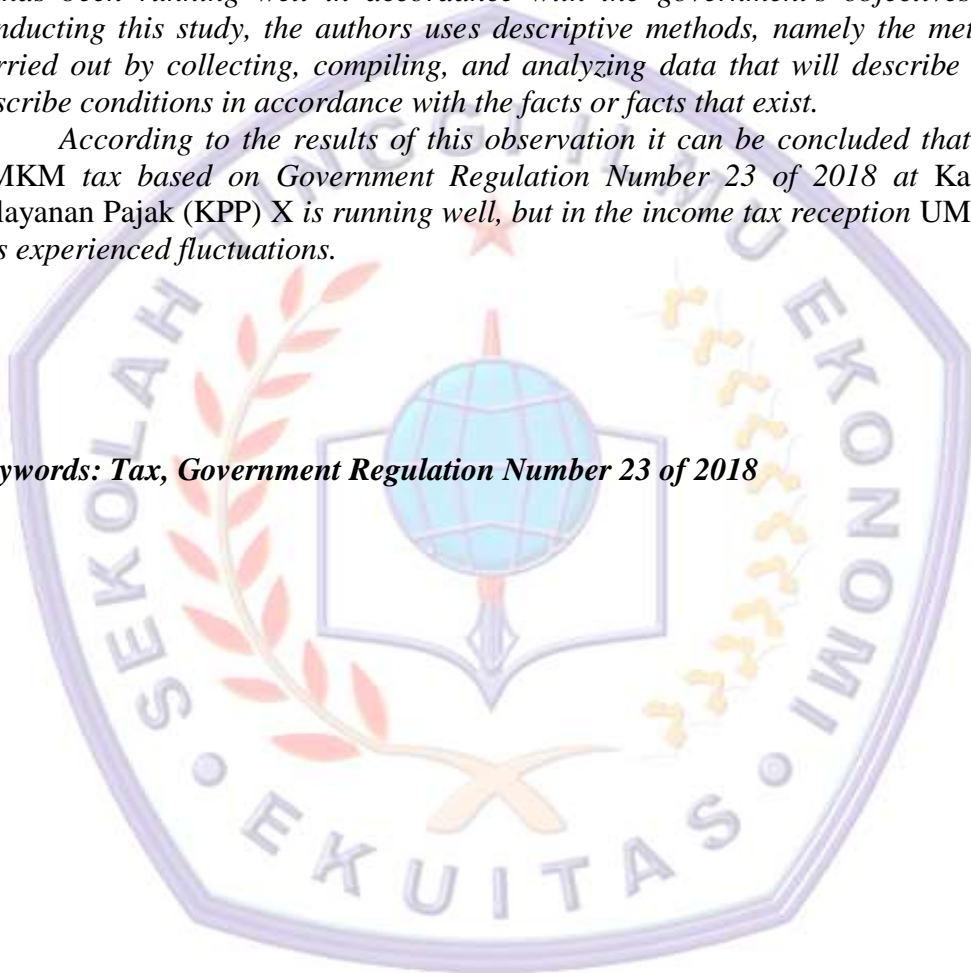 has been running well in accordance with the government's objectives.
nducting this study, the authors uses descriptive methods, namely the met
rried out by collecting, compiling, and analyzing data that will describe
scribe conditions in accordance with the facts or facts that exist.
According to the results of this observation it can be concluded that
MKM tax based on Government Regulation Number 23 of 2018 at Ka
layanan Pajak (KPP) X is running well, but in the income tax reception UM
s experienced fluctuations.
ywords: Tax, Government Regulation Number 23 of 2018
SEKOLAH TINGGI ILMU EKONOMI
EKUITAS